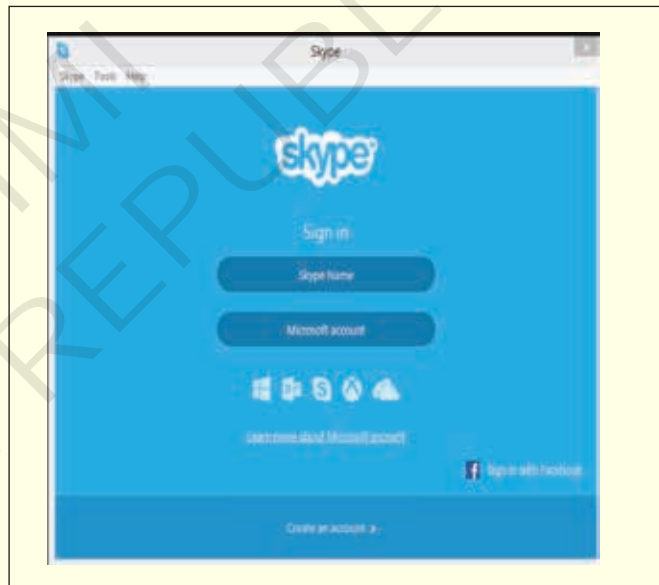 Skype
Skype Tools Help
skype
Sign in
Skype Name
Microsoft account
Learn more about Microsoft account
Sign in with Facebook
Create an account >
REPUBL